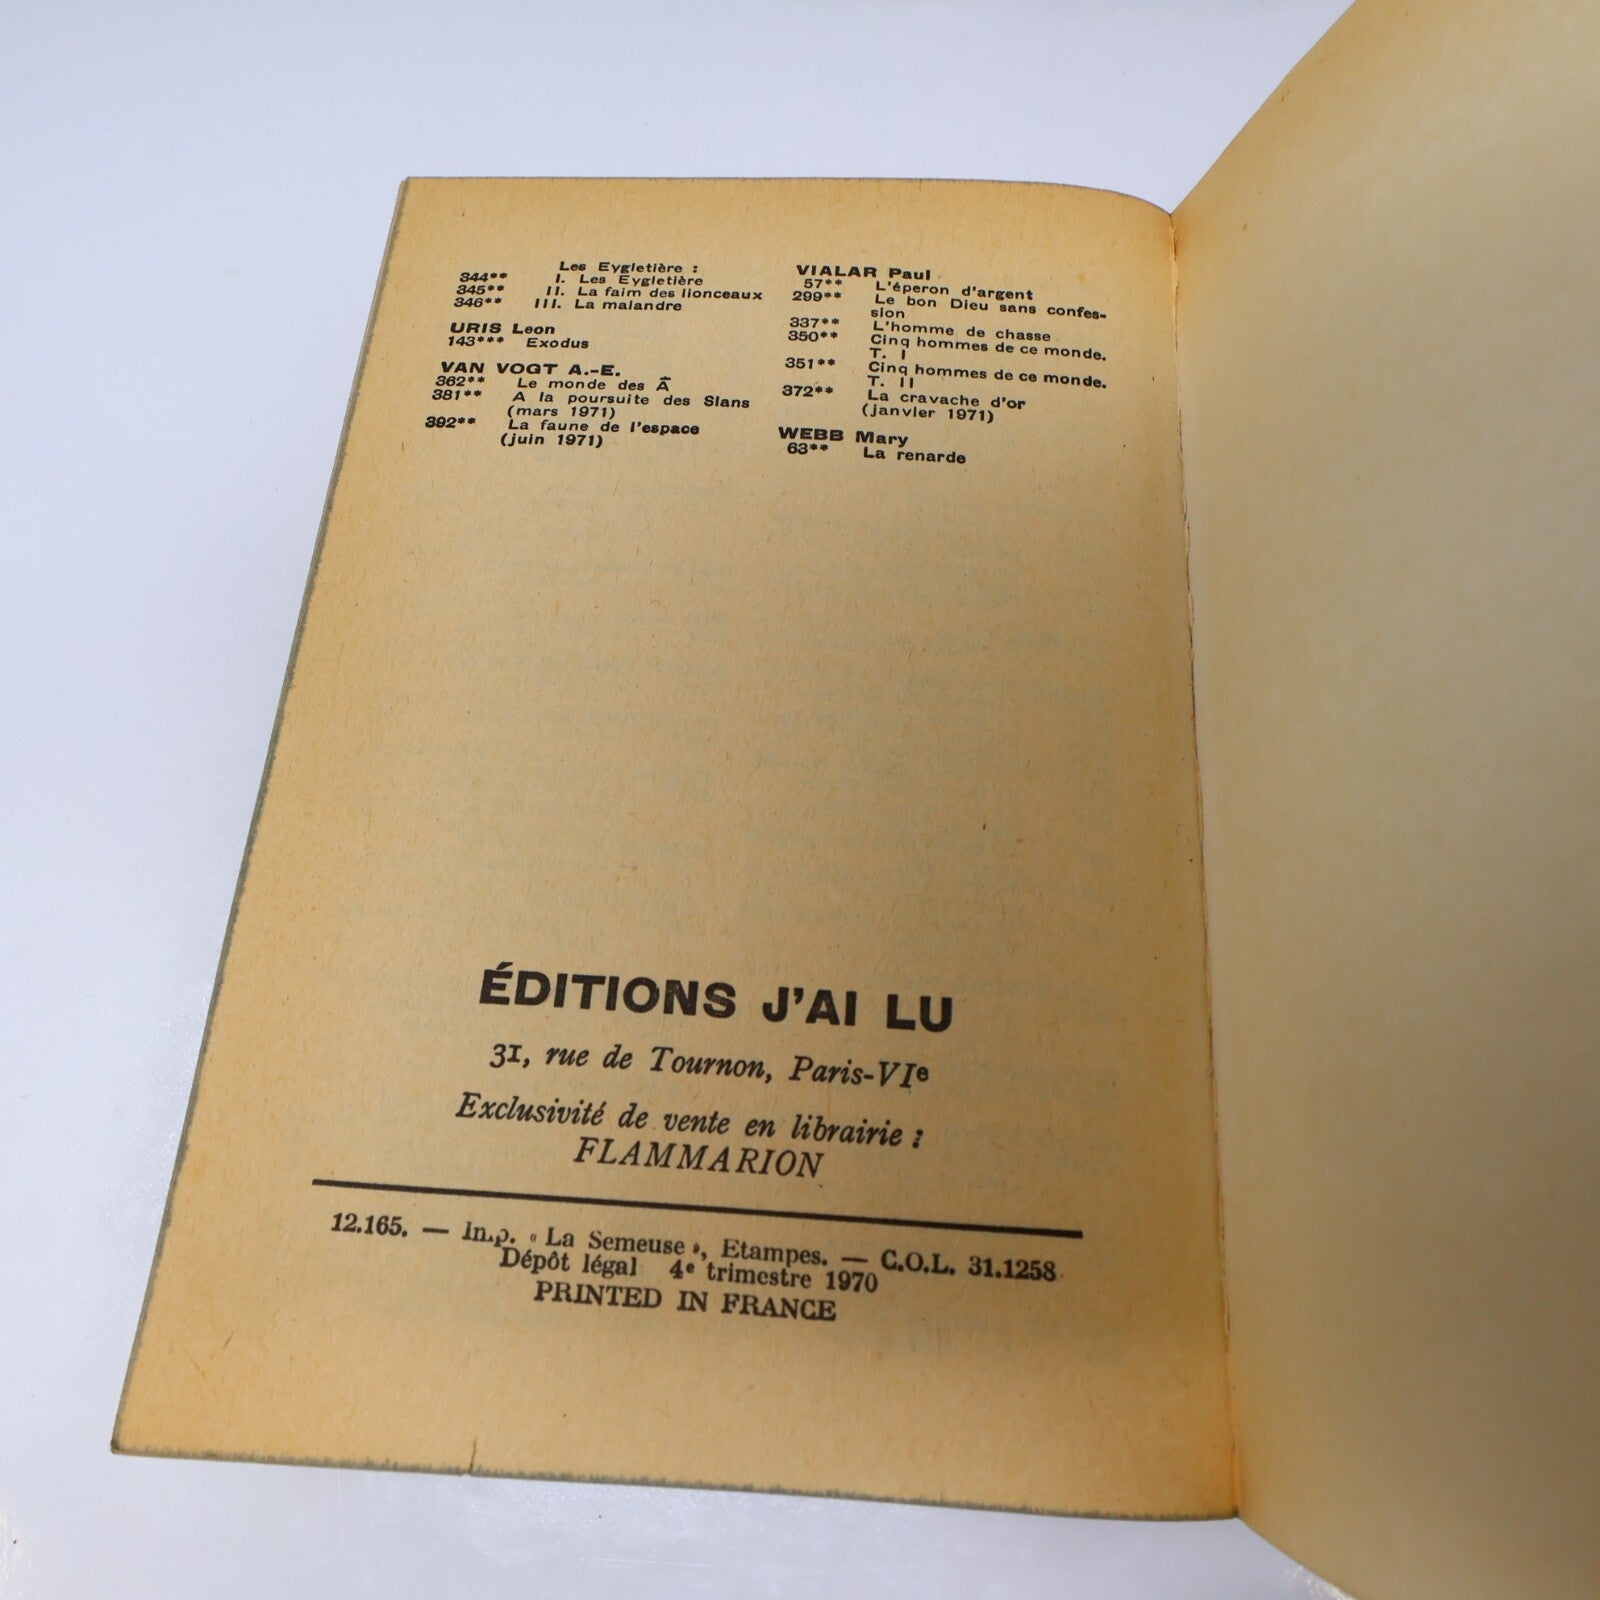 Les Eygletière :
344** I. Les Eygletière
345** II. La faim des lionceaux
346** III. La malandre
URIS Leon
143*** Exodus
VAN VOGT A.-E.
362** Le monde des Ā
381** A la poursuite des Slans
(mars 1971)
392** La faune de l'espace
(juin 1971)
VIALAR Paul
57** L'éperon d'argent
299** Le bon Dieu sans confes-
sion
337** L'homme de chasse
350** Cinq hommes de ce monde.
T. I
351** Cinq hommes de ce monde.
T. II
372** La cravache d'or
(janvier 1971)
WEBB Mary
63** La renarde
ÉDITIONS J'AI LU
31, rue de Tournon, Paris-VIe
Exclusivité de vente en librairie :
FLAMMARION
12.165. — Imp. « La Semeuse », Etampes. — C.O.L. 31.1258
Dépôt légal 4e trimestre 1970
PRINTED IN FRANCE